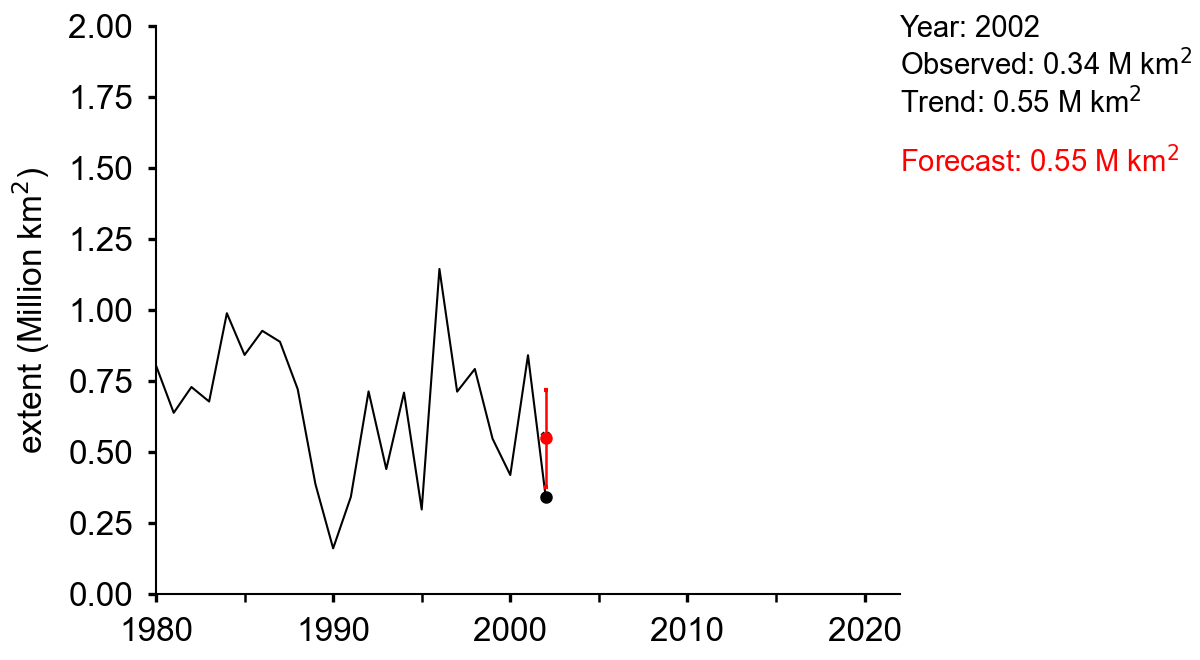 2.00
1.75
1.50
1.25
1.00
0.75
0.50
0.25
0.00
extent (Million km²)
1980 1990 2000 2010 2020
Year: 2002
Observed: 0.34 M km²
Trend: 0.55 M km²
Forecast: 0.55 M km²